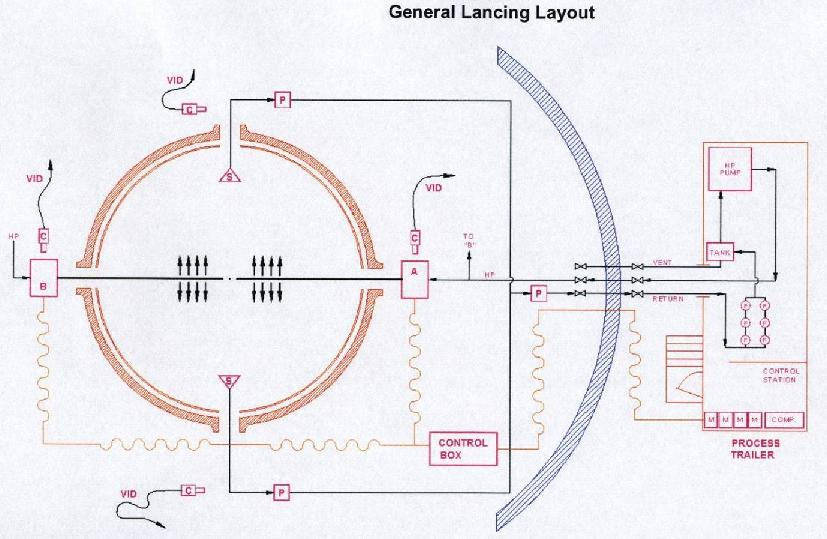 General Lancing Layout
VID
C
P
S
HP
PUMP
VID
VID
C
C
HP
TO
"B"
A
B
HP
TANK
VENT
P
RETURN
F
F
F
F
F
F
CONTROL
STATION
S
CONTROL
BOX
M
M
M
M
COMP.
PROCESS
TRAILER
VID
C
P